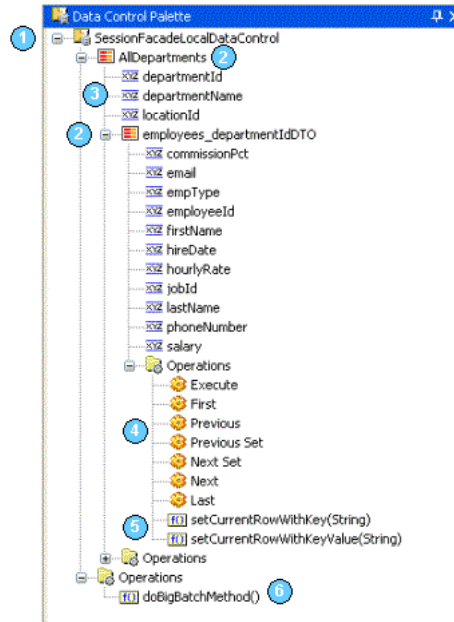 Data Control Palette
1 SessionFacadeLocalDataControl
AllDepartments 2
departmentId
3 departmentName
locationId
2 employees_departmentIdDTO
commissionPct
email
empType
employeeId
firstName
hireDate
hourlyRate
jobId
lastName
phoneNumber
salary
Operations
Execute
First
4 Previous
Previous Set
Next Set
Next
Last
5 setCurrentRowWithKey(String)
setCurrentRowWithKeyValue(String)
Operations
Operations
doBigBatchMethod() 6